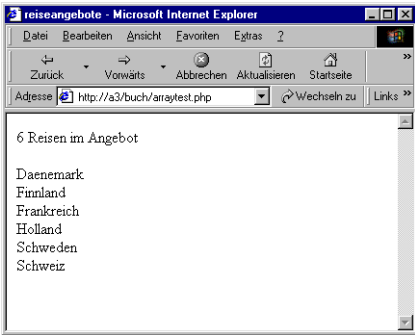 reiseangebote - Microsoft Internet Explorer
Datei Bearbeiten Ansicht Favoriten Extras ?
Zurück Vorwärts Abbrechen Aktualisieren Startseite »
Adresse http://a3/buch/arraytest.php Wechseln zu Links »
6 Reisen im Angebot
Daenemark
Finnland
Frankreich
Holland
Schweden
Schweiz